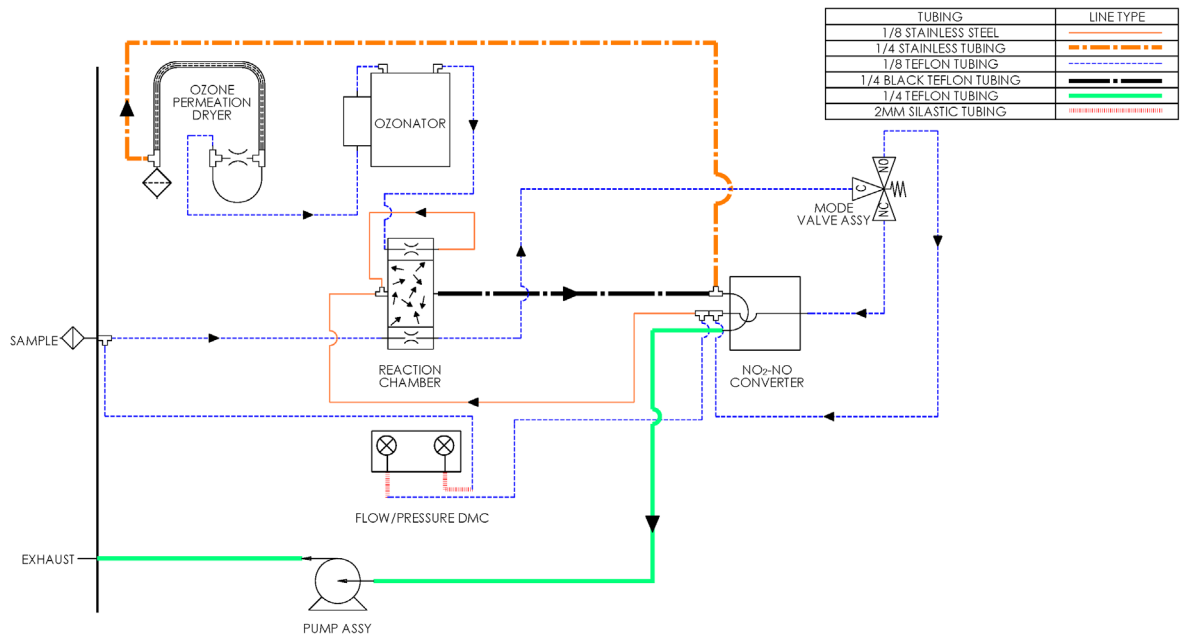 TUBING LINE TYPE
1/8 STAINLESS STEEL
1/4 STAINLESS TUBING
1/8 TEFLON TUBING
1/4 BLACK TEFLON TUBING
1/4 TEFLON TUBING
2MM SILASTIC TUBING
OZONE
PERMEATION
DRYER
OZONATOR
NO
C
NC
MODE
VALVE ASSY
SAMPLE
REACTION
CHAMBER
NO₂-NO
CONVERTER
FLOW/PRESSURE DMC
EXHAUST
PUMP ASSY